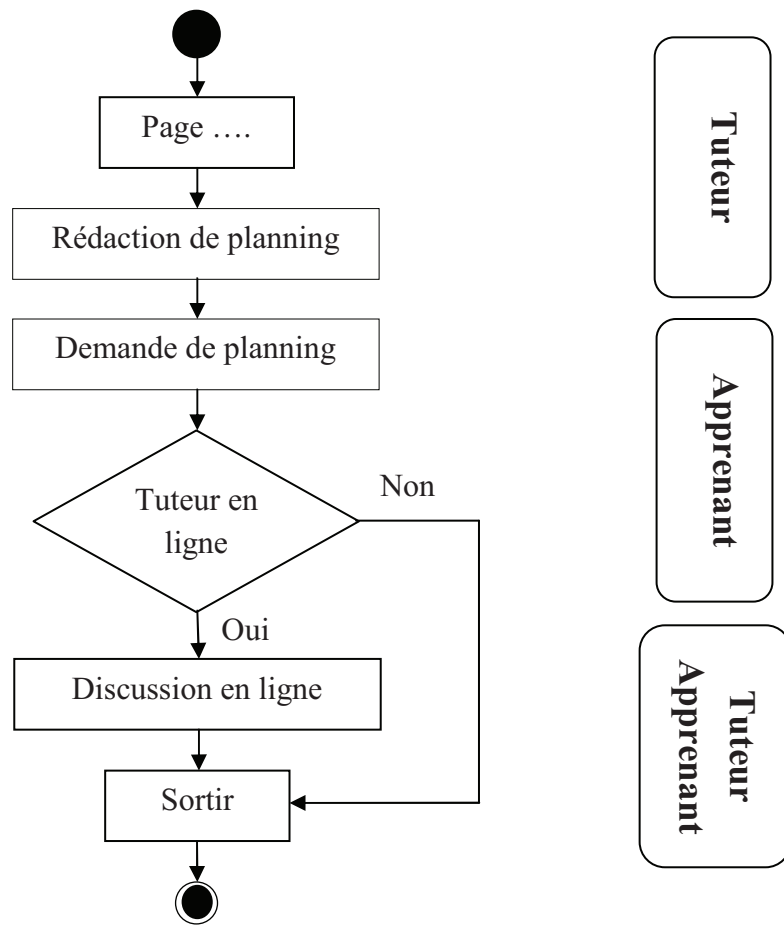 Page ….
Rédaction de planning
Demande de planning
Tuteur en
ligne
Non
Oui
Discussion en ligne
Sortir
Tuteur
Apprenant
Tuteur
Apprenant